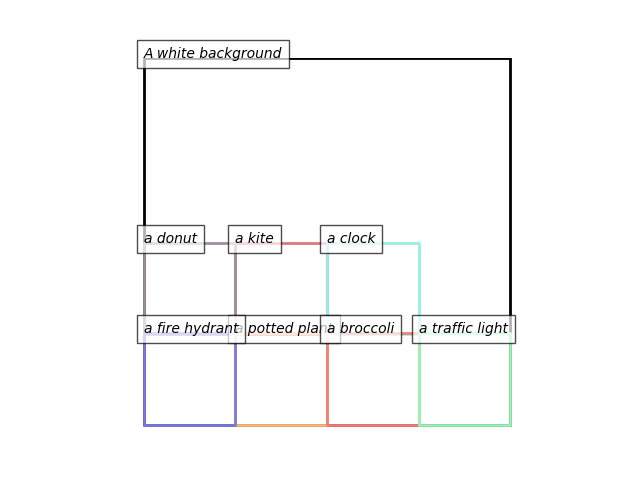 A white background
a donut
a kite
a clock
a fire hydrant
a potted plant
a broccoli
a traffic light